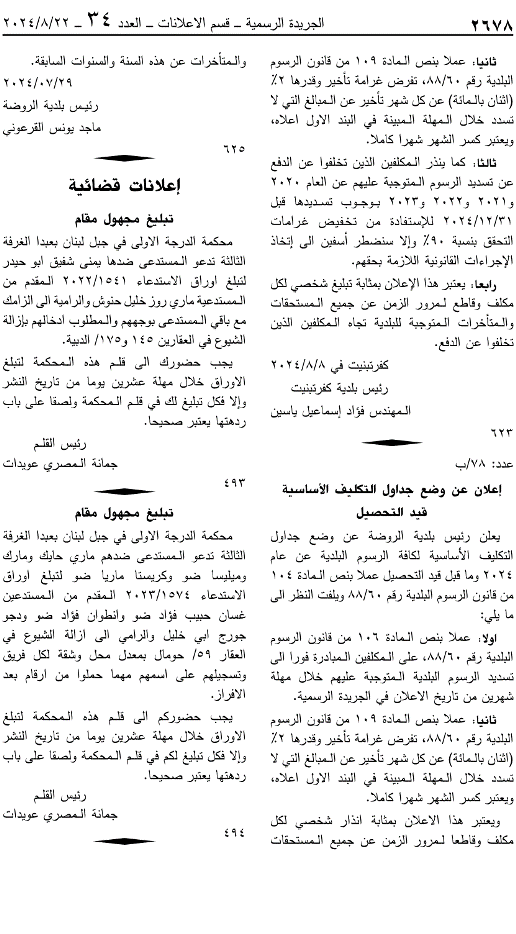 ٢٦٧٨
الجريدة الرسمية ــ قسم الاعلانات ــ العدد ٣٤ ــ ٢٠٢٤/٨/٢٢
ثانيا: عملا بنص المادة ١٠٩ من قانون الرسوم
البلدية رقم ٨٨/٦٠، تفرض غرامة تأخير وقدرها ٢٪
(اثنان بالمائة) عن كل شهر تأخير عن المبالغ التي لا
تسدد خلال المهلة المبينة في البند الاول اعلاه،
ويعتبر كسر الشهر شهرا كاملا.
ثالثا: كما ينذر المكلفين الذين تخلفوا عن الدفع
عن تسديد الرسوم المتوجبة عليهم عن العام ٢٠٢٠
و٢٠٢١ و٢٠٢٢ و٢٠٢٣ بوجوب تسديدها قبل
٢٠٢٤/١٢/٣١ للإستفادة من تخفيض غرامات
التحقق بنسبة ٩٠٪ وإلا سنضطر أسفين الى إتخاذ
الإجراءات القانونية اللازمة بحقهم.
رابعا: يعتبر هذا الإعلان بمثابة تبليغ شخصي لكل
مكلف وقاطع لمرور الزمن عن جميع المستحقات
والمتأخرات المتوجبة للبلدية تجاه المكلفين الذين
تخلفوا عن الدفع.
كفرتبنيت في ٢٠٢٤/٨/٨
رئيس بلدية كفرتبنيت
المهندس فؤاد إسماعيل ياسين
٦٢٣
عدد: ٧٨/ب
إعلان عن وضع جداول التكليف الأساسية
قيد التحصيل
يعلن رئيس بلدية الروضة عن وضع جداول
التكليف الأساسية لكافة الرسوم البلدية عن عام
٢٠٢٤ وما قبل قيد التحصيل عملا بنص المادة ١٠٤
من قانون الرسوم البلدية رقم ٨٨/٦٠ ويلفت النظر الى
ما يلي:
اولا: عملا بنص المادة ١٠٦ من قانون الرسوم
البلدية رقم ٨٨/٦٠، على المكلفين المبادرة فورا الى
تسديد الرسوم البلدية المتوجبة عليهم خلال مهلة
شهرين من تاريخ الاعلان في الجريدة الرسمية.
ثانيا: عملا بنص المادة ١٠٩ من قانون الرسوم
البلدية رقم ٨٨/٦٠، تفرض غرامة تأخير وقدرها ٢٪
(اثنان بالمائة) عن كل شهر تأخير عن المبالغ التي لا
تسدد خلال المهلة المبينة في البند الاول اعلاه،
ويعتبر كسر الشهر شهرا كاملا.
ويعتبر هذا الاعلان بمثابة انذار شخصي لكل
مكلف وقاطعا لمرور الزمن عن جميع المستحقات
والمتأخرات عن هذه السنة والسنوات السابقة.
٢٠٢٤/٠٧/٢٩
رئيس بلدية الروضة
ماجد يونس القرعوني
٦٢٥
إعلانات قضائية
تبليغ مجهول مقام
محكمة الدرجة الاولى في جبل لبنان بعبدا الغرفة
الثالثة تدعو المستدعى ضدها يمنى شفيق ابو حيدر
لتبلغ اوراق الاستدعاء ٢٠٢٢/١٥٤١ المقدم من
المستدعية ماري روز خليل حنوش والرامية الى الزامك
مع باقي المستدعى بوجههم والمطلوب ادخالهم بإزالة
الشيوع في العقارين ١٤٥ و١٧٥/ الدبية.
يجب حضورك الى قلم هذه المحكمة لتبلغ
الاوراق خلال مهلة عشرين يوما من تاريخ النشر
وإلا فكل تبليغ لك في قلم المحكمة ولصقا على باب
ردهتها يعتبر صحيحا.
رئيس القلم
جمانة المصري عويدات
٤٩٣
تبليغ مجهول مقام
محكمة الدرجة الاولى في جبل لبنان بعبدا الغرفة
الثالثة تدعو المستدعى ضدهم ماري حايك ومارك
وميليسا ضو وكريستا ماريا ضو لتبلغ اوراق
الاستدعاء ٢٠٢٣/١٥٧٤ المقدم من المستدعين
غسان حبيب فؤاد ضو وانطوان فؤاد ضو ودجو
جورج ابي خليل والرامي الى ازالة الشيوع في
العقار ٥٩/ حومال بمعدل محل وشقة لكل فريق
وتسجيلهم على اسمهم مهما حملوا من ارقام بعد
الافراز.
يجب حضوركم الى قلم هذه المحكمة لتبلغ
الاوراق خلال مهلة عشرين يوما من تاريخ النشر
وإلا فكل تبليغ لكم في قلم المحكمة ولصقا على باب
ردهتها يعتبر صحيحا.
رئيس القلم
جمانة المصري عويدات
٤٩٤